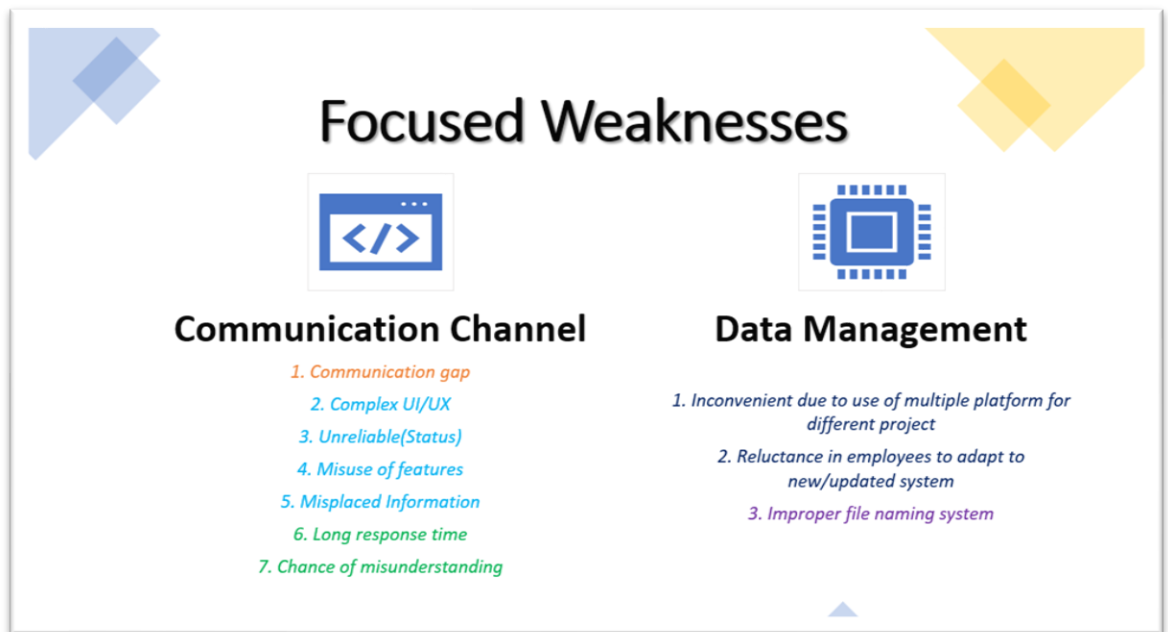 Focused Weaknesses
</>
Communication Channel
1. Communication gap
2. Complex UI/UX
3. Unreliable(Status)
4. Misuse of features
5. Misplaced Information
6. Long response time
7. Chance of misunderstanding
Data Management
1. Inconvenient due to use of multiple platform for
different project
2. Reluctance in employees to adapt to
new/updated system
3. Improper file naming system